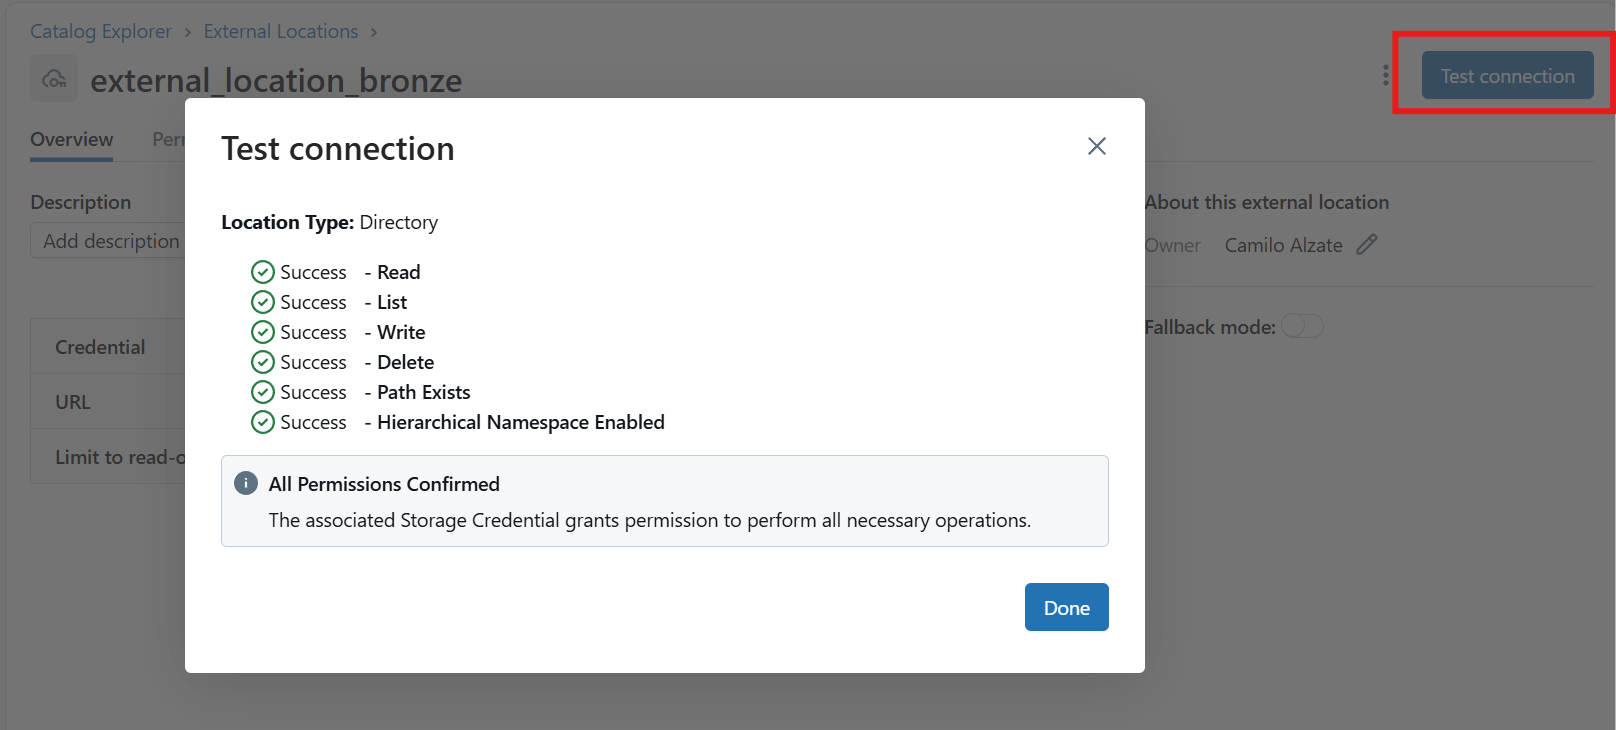 Catalog Explorer > External Locations >
external_location_bronze
Test connection
Overview
Test connection
Location Type: Directory
Description
Add description
About this external location
Owner Camilo Alzate
Success - Read
Success - List
Success - Write
Success - Delete
Success - Path Exists
Success - Hierarchical Namespace Enabled
Fallback mode:
Credential
URL
Limit to read-o
All Permissions Confirmed
The associated Storage Credential grants permission to perform all necessary operations.
Done